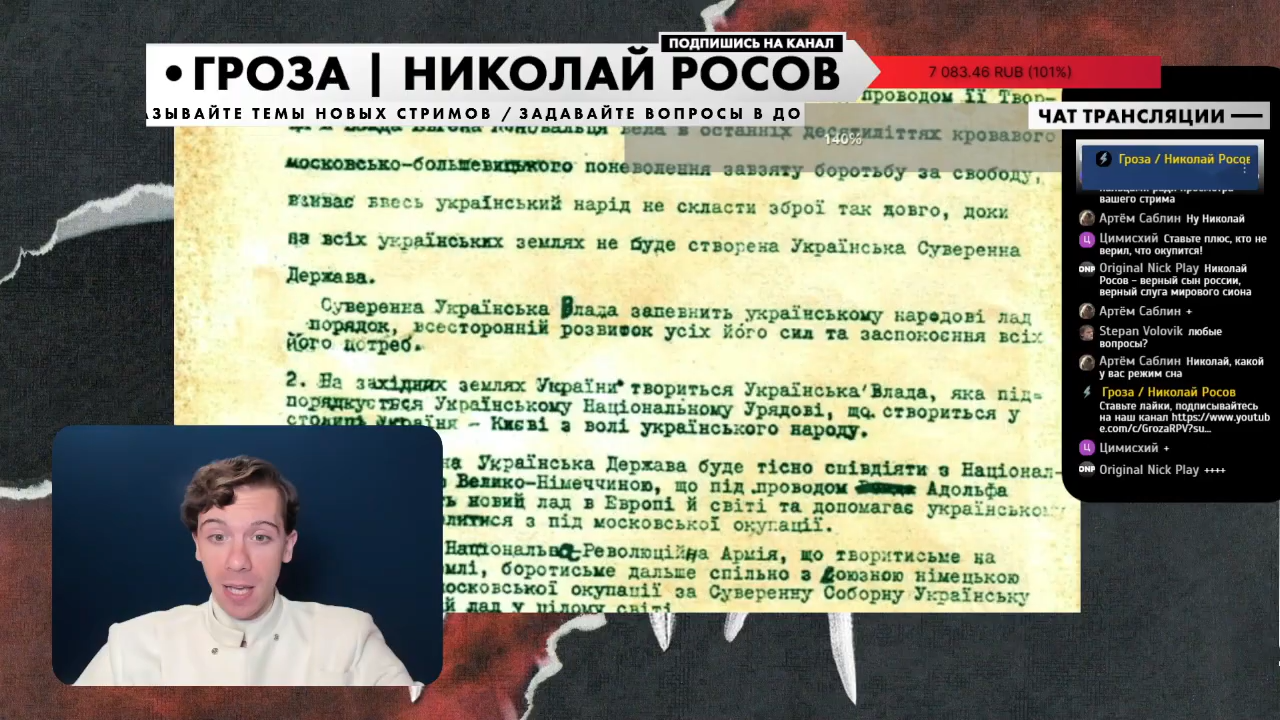 ПОДПИШИСЬ НА КАНАЛ
•ГРОЗА | НИКОЛАЙ РОСОВ
7 083.46 RUB (101%)
АЗЫВАЙТЕ ТЕМЫ НОВЫХ СТРИМОВ / ЗАДАВАЙТЕ ВОПРОСЫ В ДО
проводом її Твор-
вела в останніх десятиліттях кровавого
140%
московсько-большевицького поневолення завзяту боротьбу за свободу,
взиває ввесь український нарід не скласти зброї так довго, доки
на всіх українських землях не буде створена Українська Суверенна
Держава.
Суверенна Українська Влада запевнить українському народові лад
порядок, всесторонній розвиток усіх його сил та заспокоєння всіх
його потреб.
2. На західних землях України твориться Українська Влада, яка під-
порядкується Українському Національному Урядові, що створиться у
столиці України – Києві з волі українського народу.
на Українська Держава буде тісно співдіяти з Націонал-
Велико-Німеччиною, що під проводом Адольфа
ть новий лад в Европі й світі та допомагає українському
литися з під московської окупації.
Національна Революційна Армія, що творитисьме на
млі, боротисьме дальше спільно з Союзною німецькою
московської окупації за Суверенну Соборну Українську
й лад у цілому світі
ЧАТ ТРАНСЛЯЦИИ
Гроза / Николай Росов
вашего стрима
Артём Саблин Ну Николай
Цимисхий Ставьте плюс, кто не
верил, что окупится!
Original Nick Play Николай
Росов - верный сын россии,
верный слуга мирового сиона
Артём Саблин +
Stepan Volovik любые
вопросы?
Артём Саблин Николай, какой
у вас режим сна
Гроза / Николай Росов
Ставьте лайки, подписывайтесь
на наш канал https://www.youtub
e.com/c/GrozaRPV?su...
Цимисхий +
Original Nick Play ++++